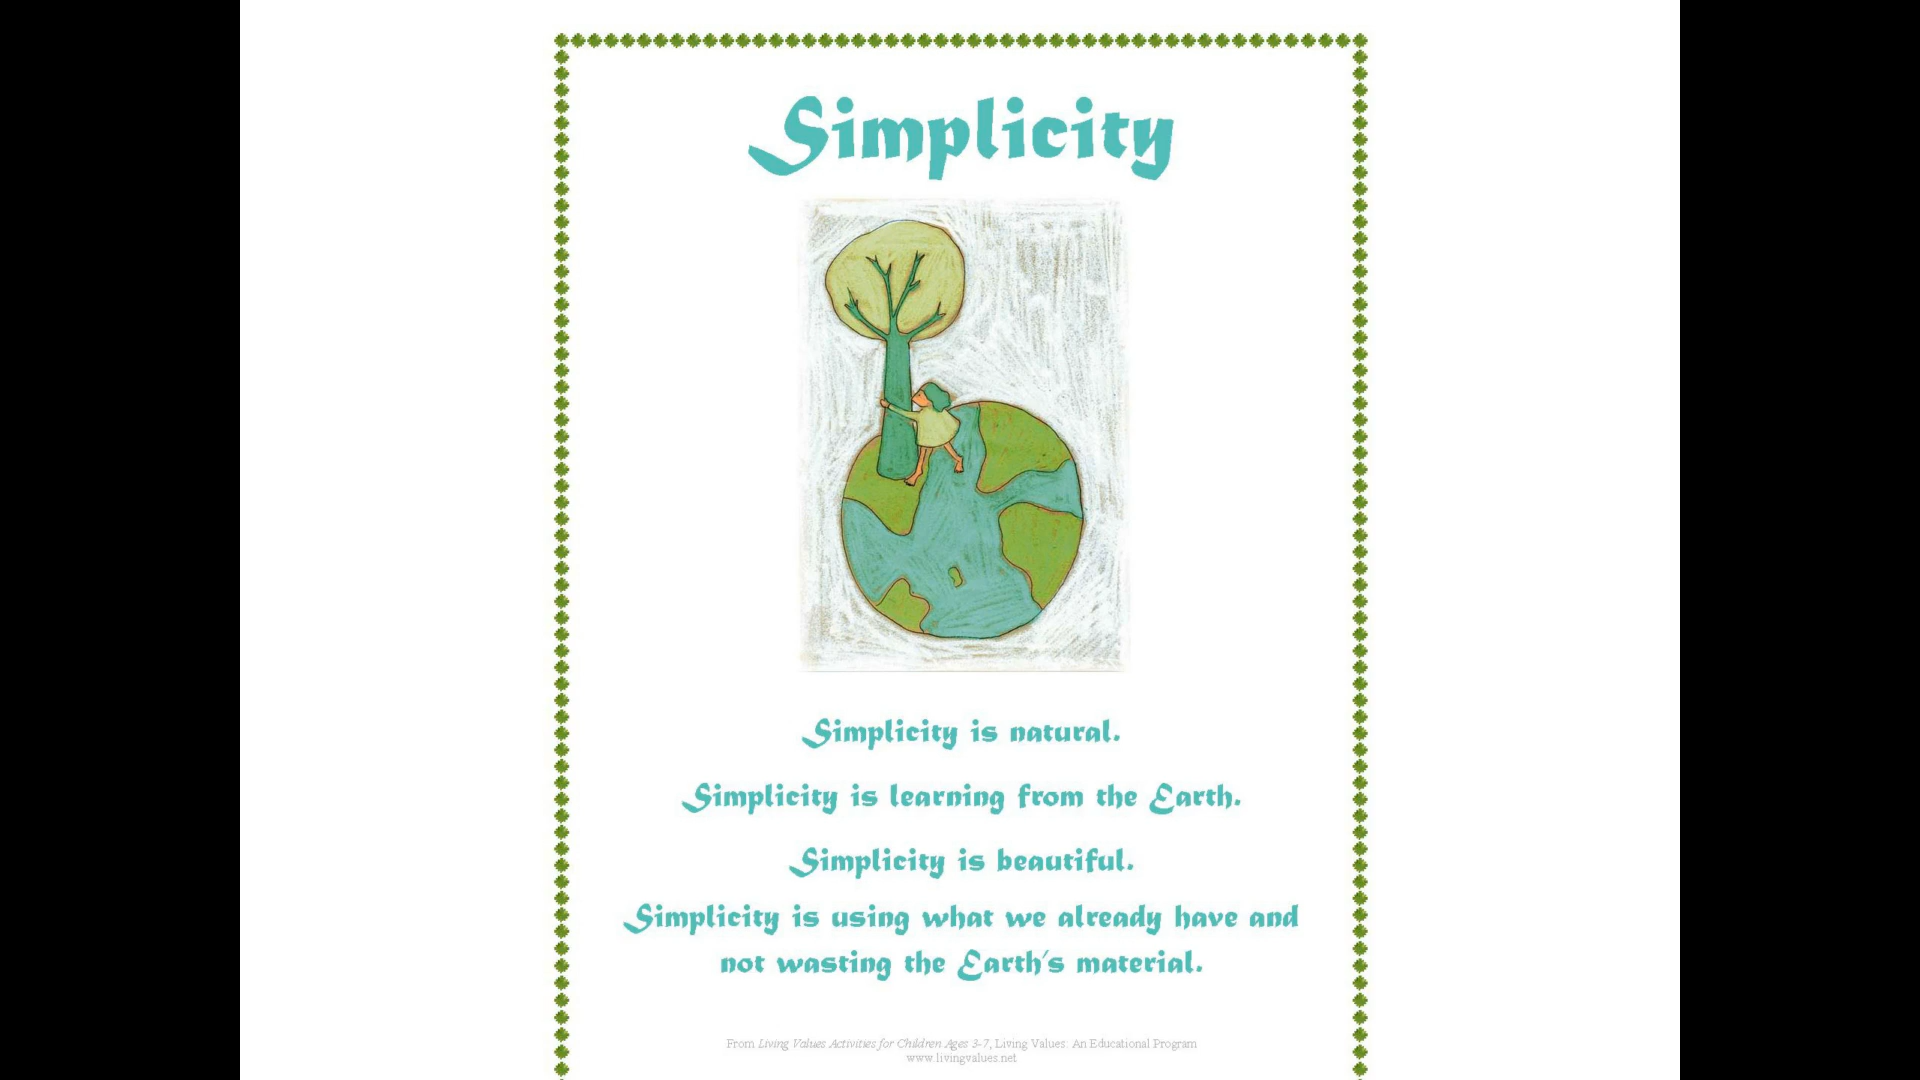 Simplicity
Simplicity is natural.
Simplicity is learning from the Earth.
Simplicity is beautiful.
Simplicity is using what we already have and
not wasting the Earth's material.
From Living Values Activities for Children Ages 3-7, Living Values: An Educational Program
www.livingvalues.net